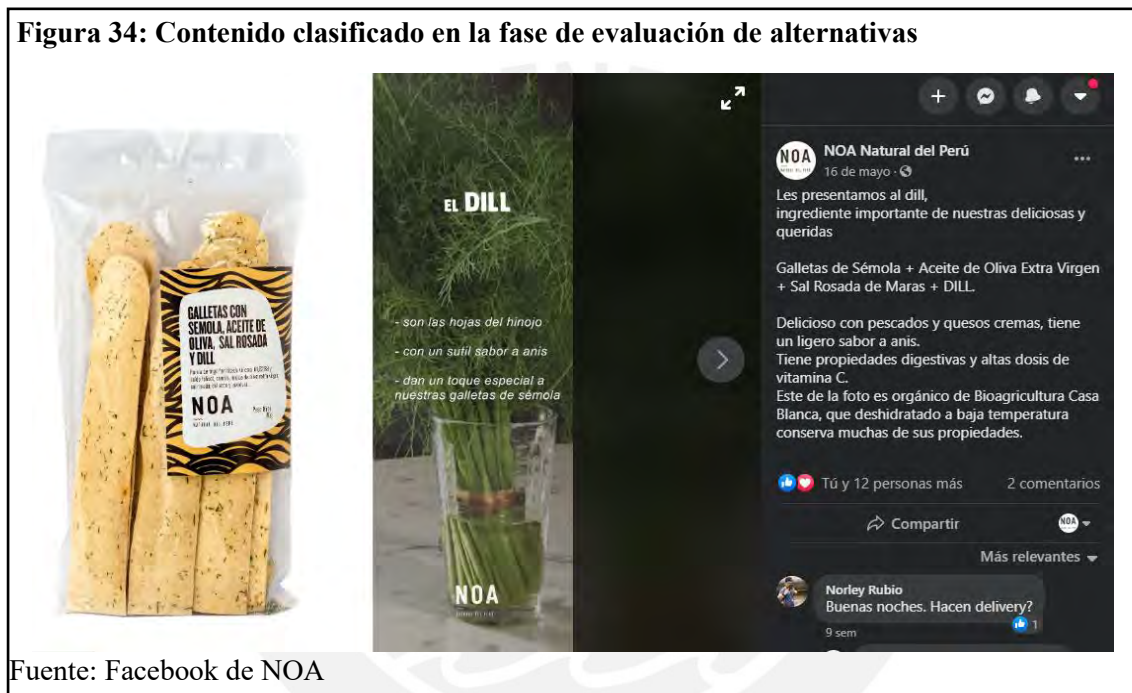 Figura 34: Contenido clasificado en la fase de evaluación de alternativas
GALLETAS CON
SEMOLA, ACEITE DE
OLIVA, SAL ROSADA
Y DILL
NOA
EL DILL
- son las hojas del hinojo
- con un sutil sabor a anis
- dan un toque especial a
nuestras galletas de sémola
NOA
NOA
NOA Natural del Perú
16 de mayo ·
Les presentamos al dill,
ingrediente importante de nuestras deliciosas y
queridas
Galletas de Sémola + Aceite de Oliva Extra Virgen
+ Sal Rosada de Maras + DILL.
Delicioso con pescados y quesos cremas, tiene
un ligero sabor a anis.
Tiene propiedades digestivas y altas dosis de
vitamina C.
Este de la foto es orgánico de Bioagricultura Casa
Blanca, que deshidratado a baja temperatura
conserva muchas de sus propiedades.
Tú y 12 personas más 2 comentarios
Compartir
NOA
Más relevantes
Norley Rubio
Buenas noches. Hacen delivery?
1
9 sem
Fuente: Facebook de NOA